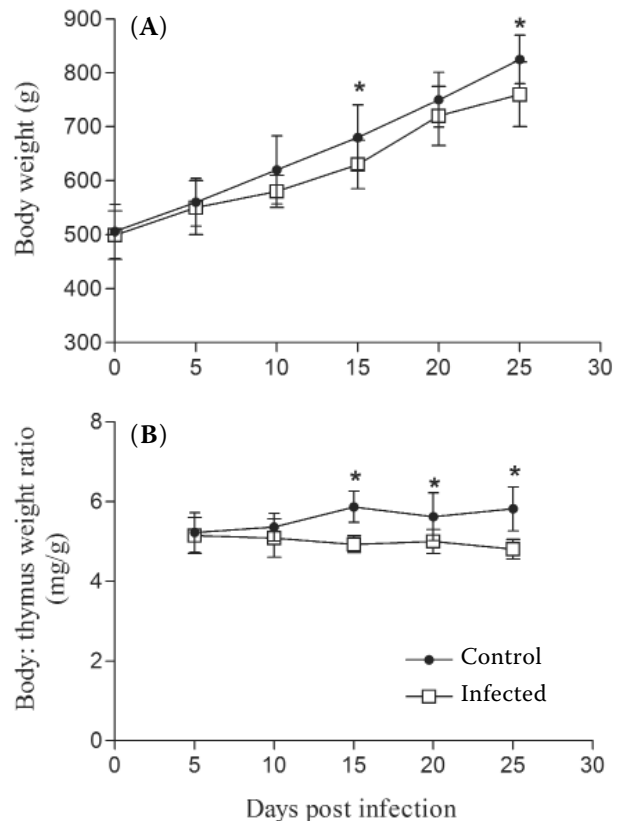 (A)
Body weight (g)
900
800
700
600
500
400
300
*
*
0 5 10 15 20 25 30
(B)
Body: thymus weight ratio
(mg/g)
8
6
4
2
0
* * *
Control
Infected
0 5 10 15 20 25 30
Days post infection